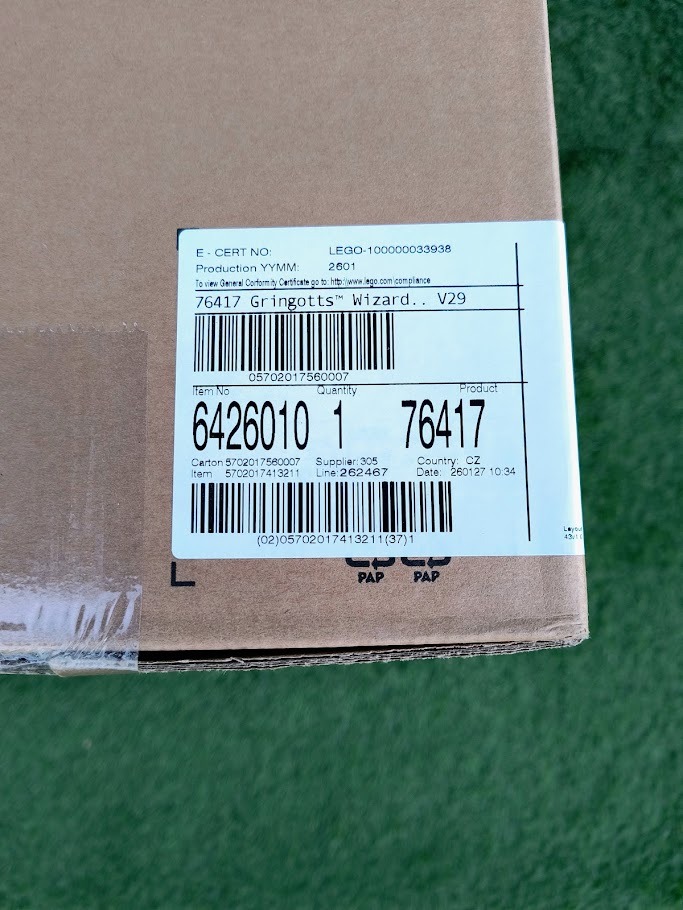 E - CERT NO: LEGO-100000033938
Production YYMM: 2601
To view General Conformity Certificate go to: http://www.lego.com/compliance
76417 Gringotts™ Wizard.. V29
05702017560007
Item No Quantity Product
6426010 1 76417
Carton 5702017560007 Supplier: 305 Country: CZ
Item 5702017413211 Line: 262467 Date: 260127 10:34
(02)05702017413211(37)1
PAP PAP